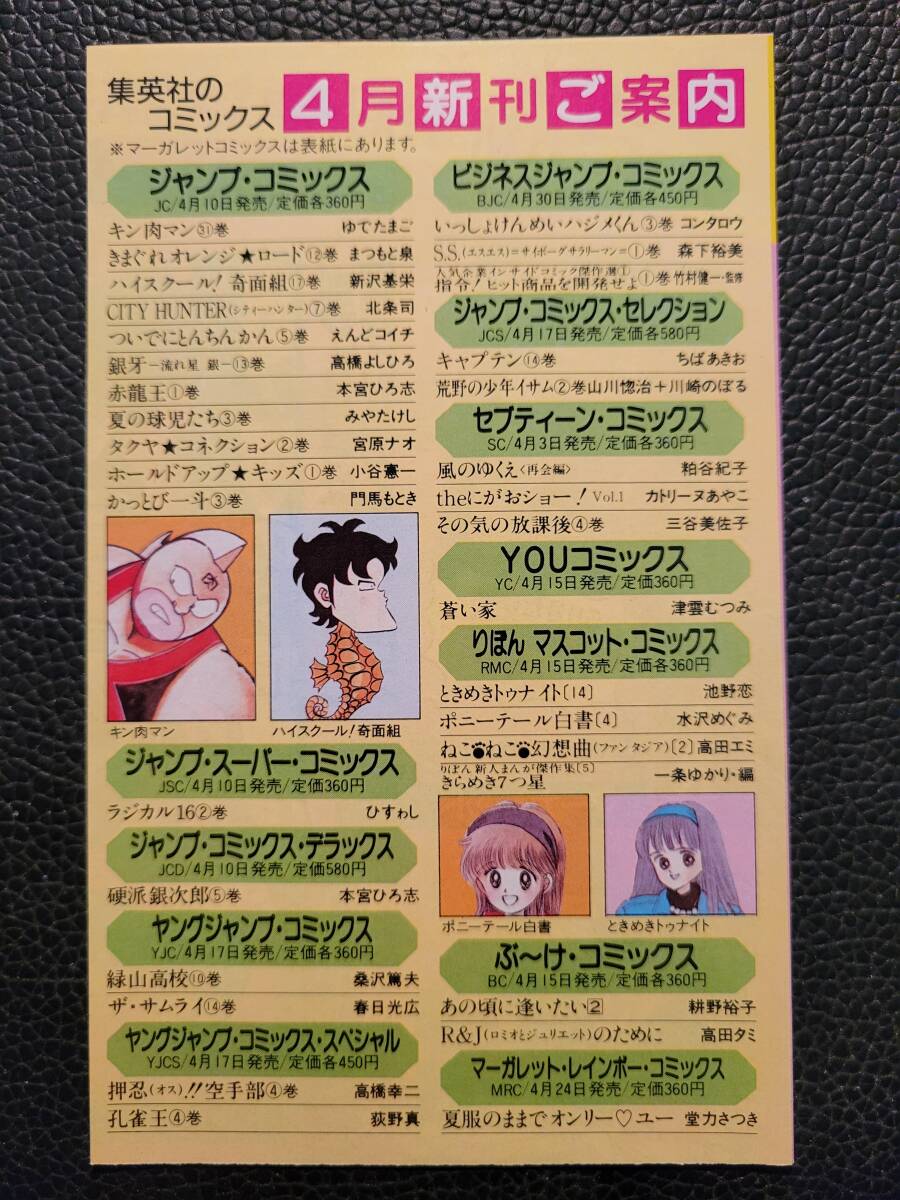 集英社の
コミックス
4月新刊ご案内
※マーガレットコミックスは表紙にあります。
ジャンプ・コミックス
JC/4月10日発売/定価各360円
キン肉マン㉛巻 ゆでたまご
きまぐれオレンジ★ロード⑫巻 まつもと泉
ハイスクール!奇面組⑰巻 新沢基栄
CITY HUNTER(シティーハンター)⑦巻 北条司
ついでにとんちんかん⑤巻 えんどコイチ
銀牙―流れ星 銀―⑬巻 高橋よしひろ
赤龍王①巻 本宮ひろ志
夏の球児たち③巻 みやたけし
タクヤ★コネクション②巻 宮原ナオ
ホールドアップ★キッズ①巻 小谷憲一
かっとび一斗③巻 門馬もとき
キン肉マン
ハイスクール!奇面組
ジャンプ・スーパー・コミックス
JSC/4月10日発売/定価360円
ラジカル16②巻 ひすゎし
ジャンプ・コミックス・デラックス
JCD/4月10日発売/定価580円
硬派銀次郎⑤巻 本宮ひろ志
ヤングジャンプ・コミックス
YJC/4月17日発売/定価各360円
緑山高校⑩巻 桑沢篤夫
ザ・サムライ⑭巻 春日光広
ヤングジャンプ・コミックス・スペシャル
YJCS/4月17日発売/定価各450円
押忍(オス)!!空手部④巻 高橋幸二
孔雀王④巻 荻野真
ビジネスジャンプ・コミックス
BJC/4月30日発売/定価各450円
いっしょけんめいハジメくん③巻 コンタロウ
S.S.(エスエス)=サイボーグサラリーマン=①巻 森下裕美
人気企業インサイドコミック傑作選①
指令!ヒット商品を開発せよ①巻 竹村健一・監修
ジャンプ・コミックス・セレクション
JCS/4月17日発売/定価各580円
キャプテン⑭巻 ちばあきお
荒野の少年イサム②巻 山川惣治+川崎のぼる
セブティーン・コミックス
SC/4月3日発売/定価各360円
風のゆくえ〈再会編〉 粕谷紀子
theにがおショー! Vol.1 カトリーヌあやこ
その気の放課後④巻 三谷美佐子
YOUコミックス
YC/4月15日発売/定価360円
蒼い家 津雲むつみ
りぼん マスコット・コミックス
RMC/4月15日発売/定価各360円
ときめきトゥナイト〔14〕 池野恋
ポニーテール白書〔4〕 水沢めぐみ
ねこねこ幻想曲(ファンタジア)〔2〕 高田エミ
りぼん新人まんが傑作集〔5〕
きらめき7つ星 一条ゆかり・編
ポニーテール白書
ときめきトゥナイト
ぶ〜け・コミックス
BC/4月15日発売/定価各360円
あの頃に逢いたい② 耕野裕子
R&J(ロミオとジュリエット)のために 高田タミ
マーガレット・レインボー・コミックス
MRC/4月24日発売/定価360円
夏服のままでオンリー♡ユー 堂力さつき